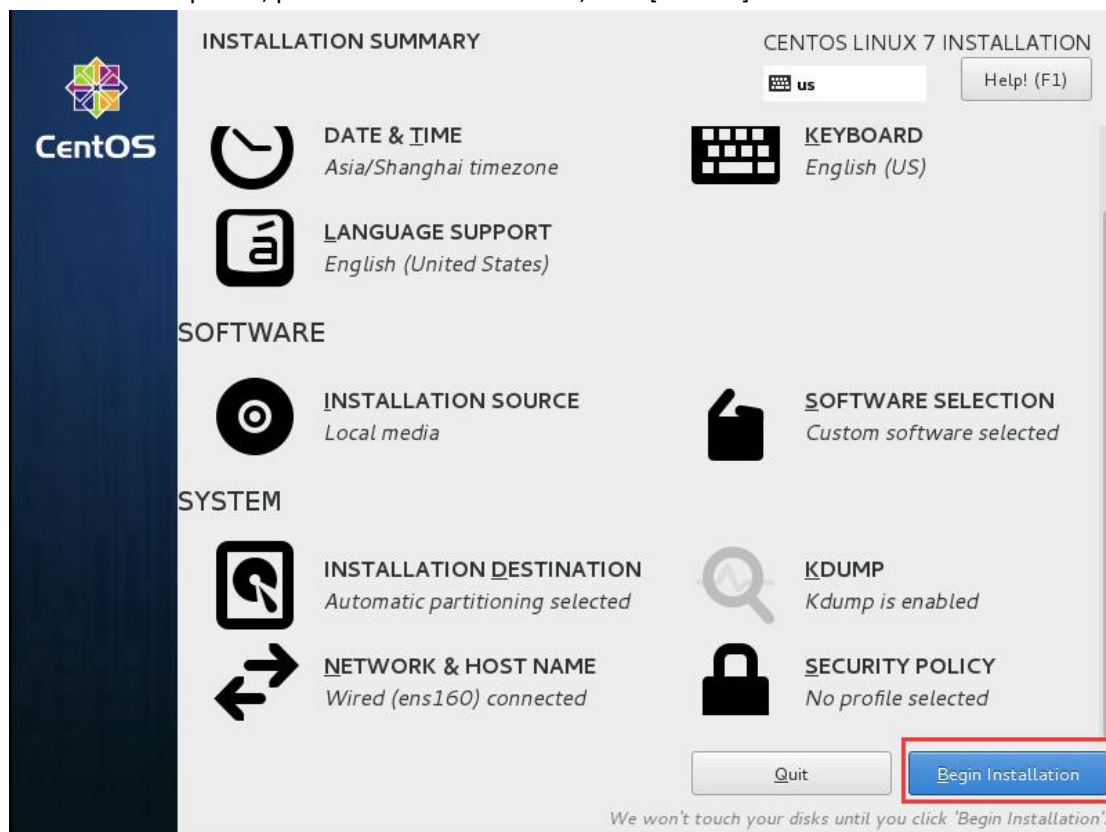 INSTALLATION SUMMARY
CENTOS LINUX 7 INSTALLATION
us
Help! (F1)
CentOS
DATE & TIME
Asia/Shanghai timezone
KEYBOARD
English (US)
á
LANGUAGE SUPPORT
English (United States)
SOFTWARE
INSTALLATION SOURCE
Local media
SOFTWARE SELECTION
Custom software selected
SYSTEM
INSTALLATION DESTINATION
Automatic partitioning selected
KDUMP
Kdump is enabled
NETWORK & HOST NAME
Wired (ens160) connected
SECURITY POLICY
No profile selected
Quit
Begin Installation
We won't touch your disks until you click 'Begin Installation'.